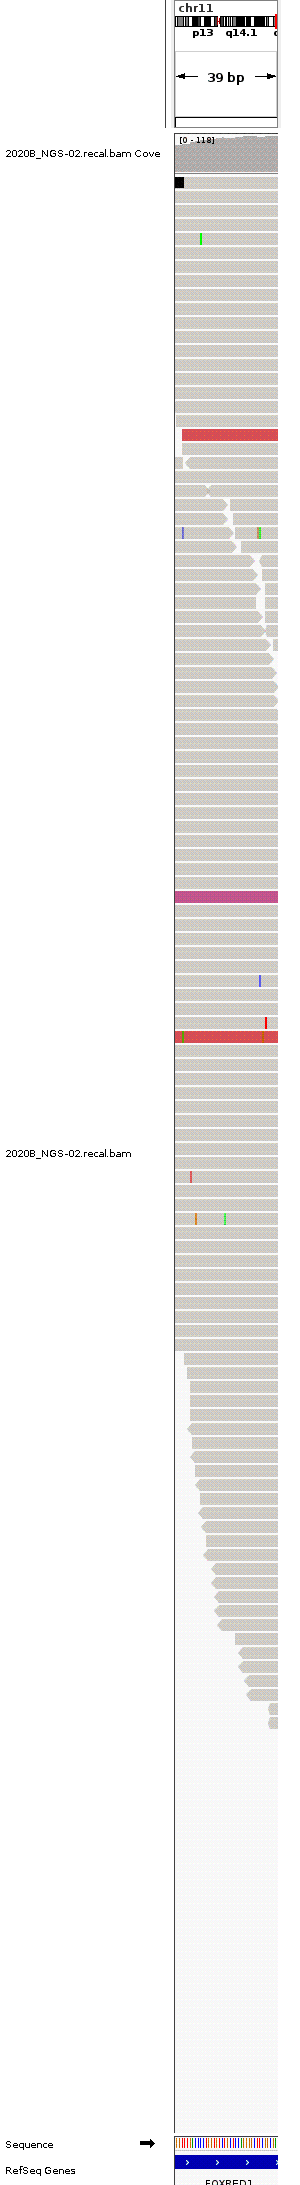 chr11
p13 q14.1
39 bp
[0 - 118]
2020B_NGS-02.recal.bam Cove
2020B_NGS-02.recal.bam
Sequence
RefSeq Genes
FOXRED1